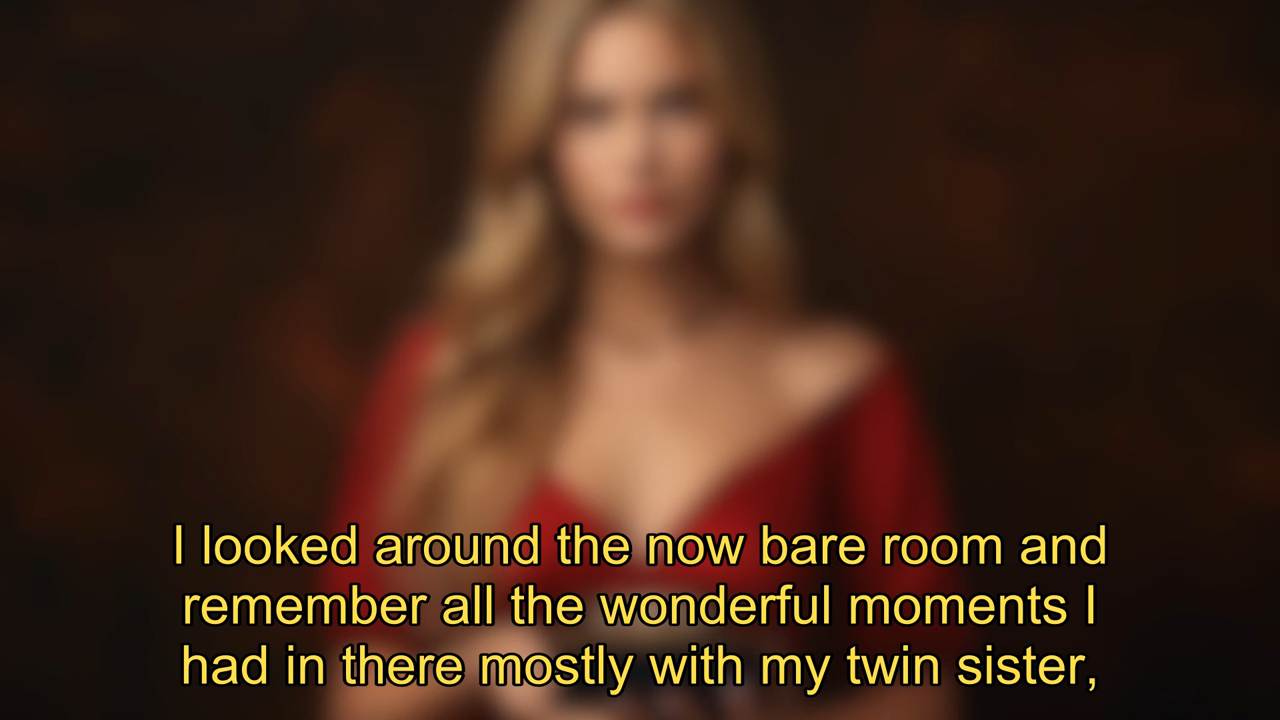 I looked around the now bare room and
remember all the wonderful moments I
had in there mostly with my twin sister,